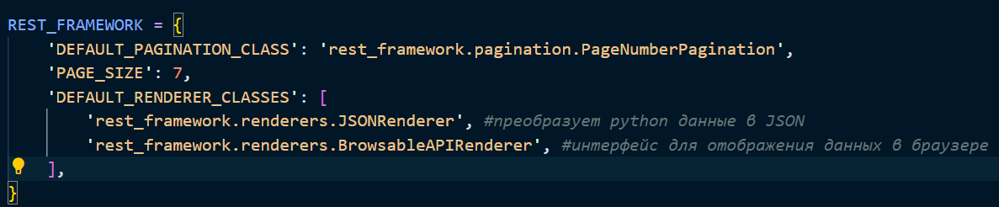 REST_FRAMEWORK = {
    'DEFAULT_PAGINATION_CLASS': 'rest_framework.pagination.PageNumberPagination',
    'PAGE_SIZE': 7,
    'DEFAULT_RENDERER_CLASSES': [
        'rest_framework.renderers.JSONRenderer', #преобразует python данные в JSON
        'rest_framework.renderers.BrowsableAPIRenderer', #интерфейс для отображения данных в браузере
    ],
}